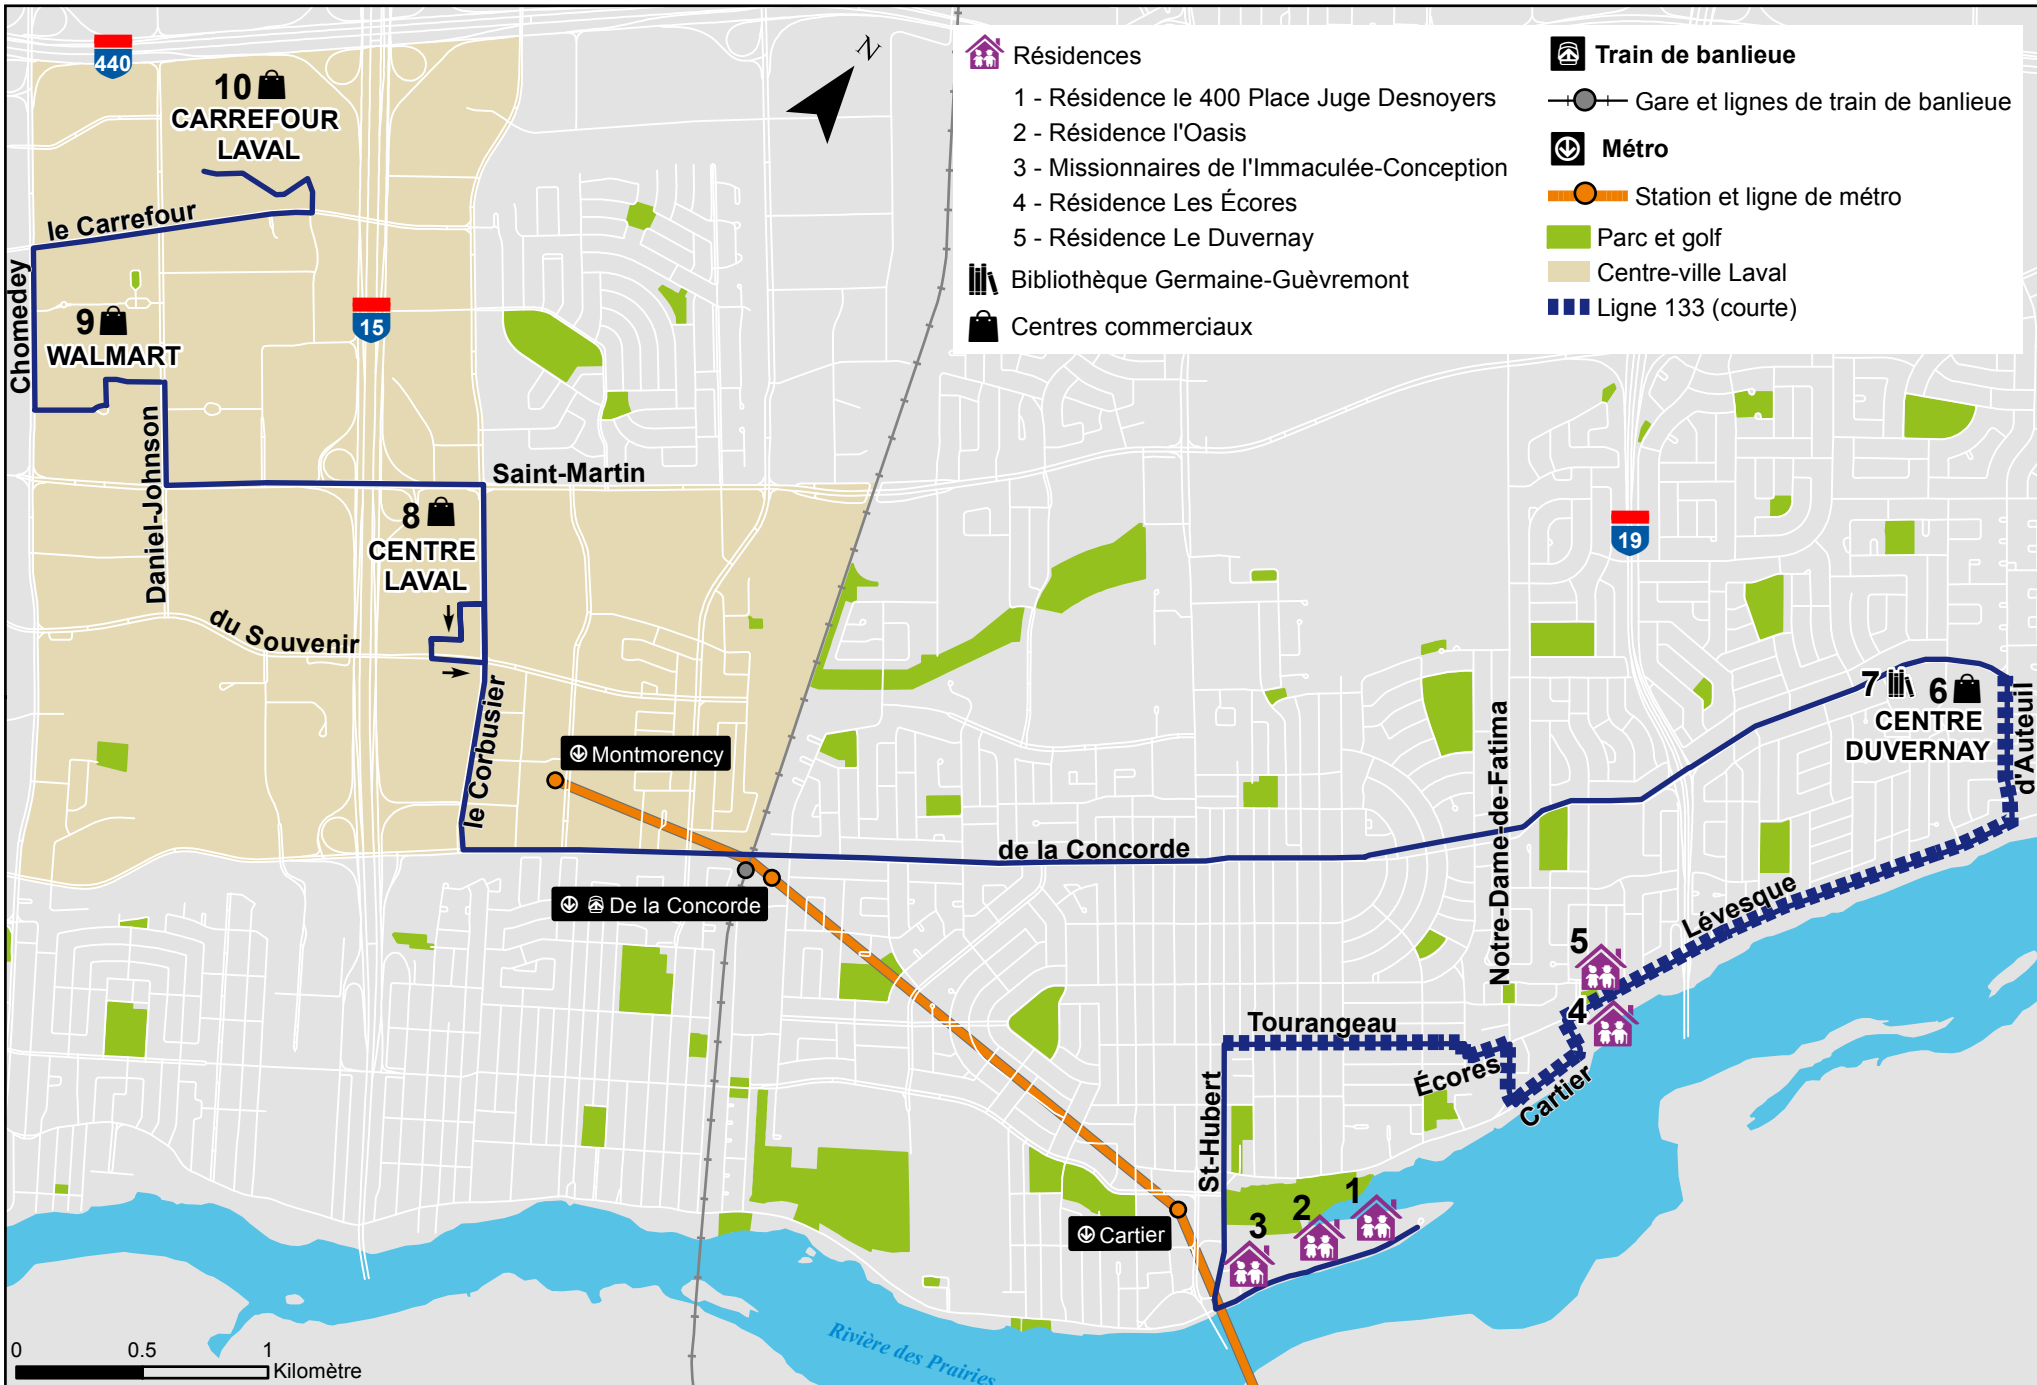 440
10
CARREFOUR
LAVAL
le Carrefour
Chomedey
9
WALMART
15
Daniel-Johnson
Saint-Martin
8
CENTRE
LAVAL
du Souvenir
le Corbusier
Montmorency
De la Concorde
de la Concorde
Cartier
St-Hubert
Tourangeau
Écores
Cartier
Notre-Dame-de-Fatima
Lévesque
d'Auteuil
19
7
6
CENTRE
DUVERNAY
5
4
3
2
1
Rivière des Prairies
N
Résidences
1 - Résidence le 400 Place Juge Desnoyers
2 - Résidence l'Oasis
3 - Missionnaires de l'Immaculée-Conception
4 - Résidence Les Écores
5 - Résidence Le Duvernay
Bibliothèque Germaine-Guèvremont
Centres commerciaux
Train de banlieue
Gare et lignes de train de banlieue
Métro
Station et ligne de métro
Parc et golf
Centre-ville Laval
Ligne 133 (courte)
0 0.5 1
Kilomètre